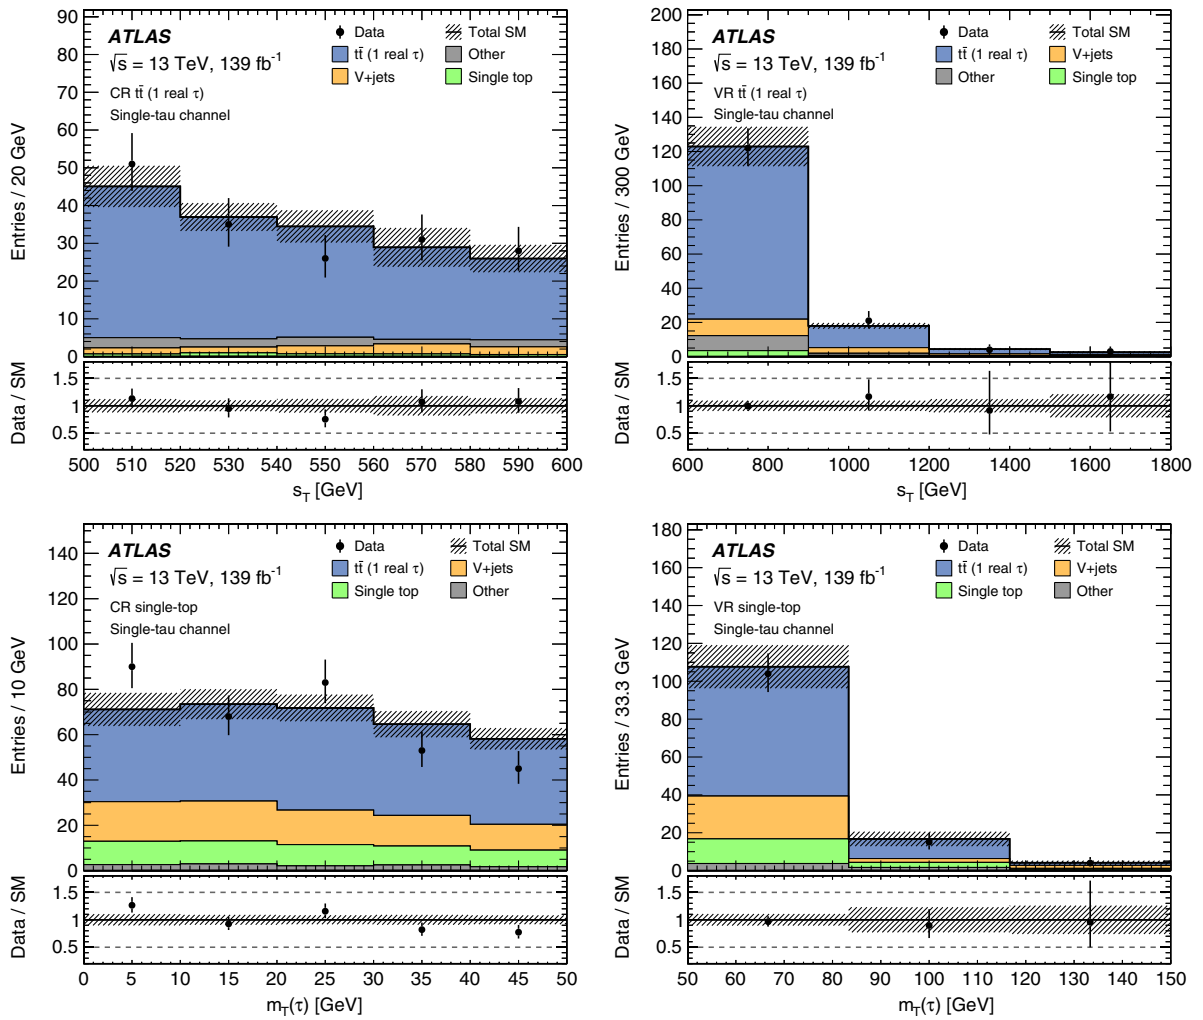 ATLAS
√s = 13 TeV, 139 fb⁻¹
CR tt̄ (1 real τ)
Single-tau channel
Data
Total SM
tt̄ (1 real τ)
Other
V+jets
Single top
Entries / 20 GeV
90
80
70
60
50
40
30
20
10
0
Data / SM
1.5
1
0.5
500 510 520 530 540 550 560 570 580 590 600
s_T [GeV]
ATLAS
√s = 13 TeV, 139 fb⁻¹
VR tt̄ (1 real τ)
Single-tau channel
Data
Total SM
tt̄ (1 real τ)
V+jets
Other
Single top
Entries / 300 GeV
200
180
160
140
120
100
80
60
40
20
0
Data / SM
1.5
1
0.5
600 800 1000 1200 1400 1600 1800
s_T [GeV]
ATLAS
√s = 13 TeV, 139 fb⁻¹
CR single-top
Single-tau channel
Data
Total SM
tt̄ (1 real τ)
V+jets
Single top
Other
Entries / 10 GeV
140
120
100
80
60
40
20
0
Data / SM
1.5
1
0.5
0 5 10 15 20 25 30 35 40 45 50
m_T(τ) [GeV]
ATLAS
√s = 13 TeV, 139 fb⁻¹
VR single-top
Single-tau channel
Data
Total SM
tt̄ (1 real τ)
V+jets
Single top
Other
Entries / 33.3 GeV
180
160
140
120
100
80
60
40
20
0
Data / SM
1.5
1
0.5
50 60 70 80 90 100 110 120 130 140 150
m_T(τ) [GeV]